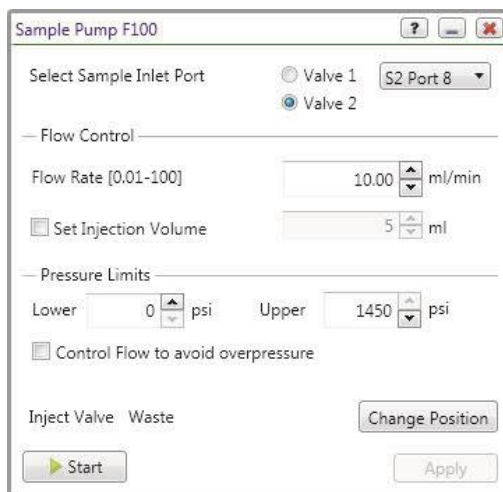 Sample Pump F100 ?
Select Sample Inlet Port Valve 1 S2 Port 8
Valve 2
Flow Control
Flow Rate [0.01-100] 10.00 ml/min
Set Injection Volume 5 ml
Pressure Limits
Lower 0 psi Upper 1450 psi
Control Flow to avoid overpressure
Inject Valve Waste Change Position
Start Apply